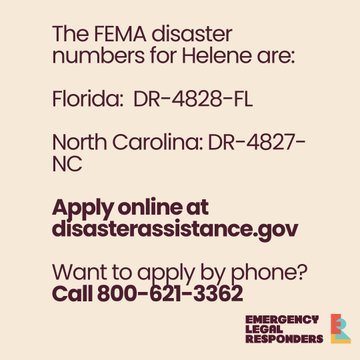 The FEMA disaster
numbers for Helene are:
Florida:  DR-4828-FL
North Carolina: DR-4827-
NC
Apply online at
disasterassistance.gov
Want to apply by phone?
Call 800-621-3362
EMERGENCY
LEGAL
RESPONDERS